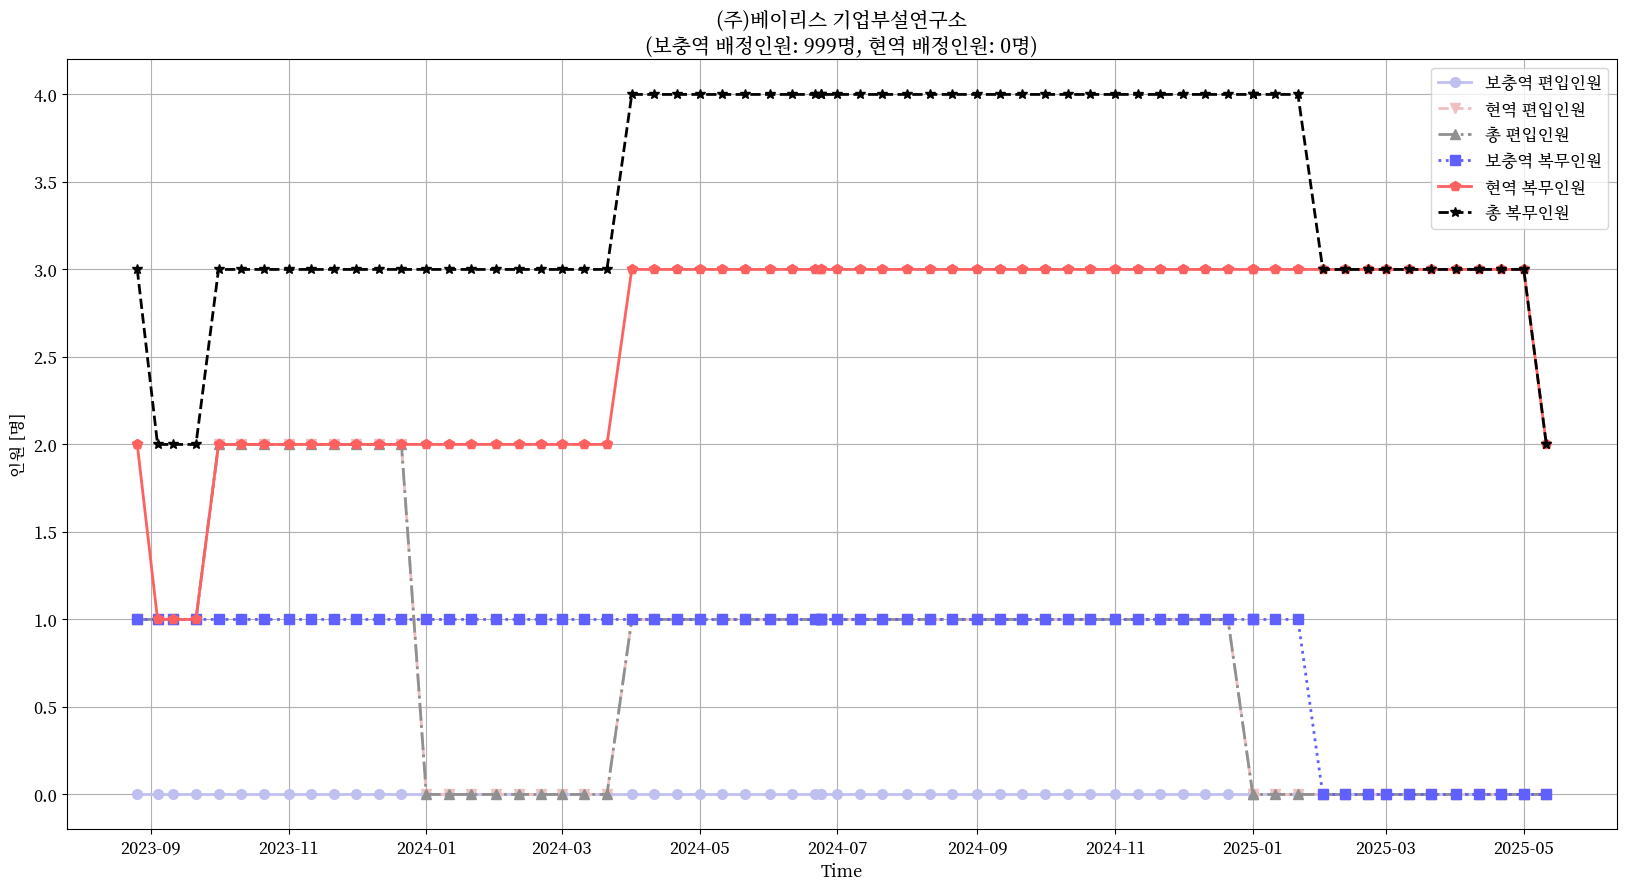 (주)베이리스 기업부설연구소
(보충역 배정인원: 999명, 현역 배정인원: 0명)
보충역 편입인원
현역 편입인원
총 편입인원
보충역 복무인원
현역 복무인원
총 복무인원
인원 [명]
4.0
3.5
3.0
2.5
2.0
1.5
1.0
0.5
0.0
2023-09 2023-11 2024-01 2024-03 2024-05 2024-07 2024-09 2024-11 2025-01 2025-03 2025-05
Time